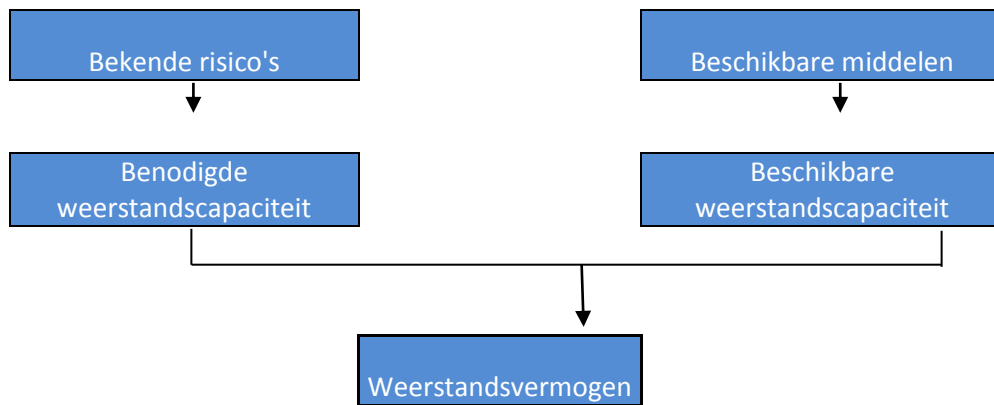 Bekende risico's
Beschikbare middelen
Benodigde
weerstandscapaciteit
Beschikbare
weerstandscapaciteit
Weerstandsvermogen